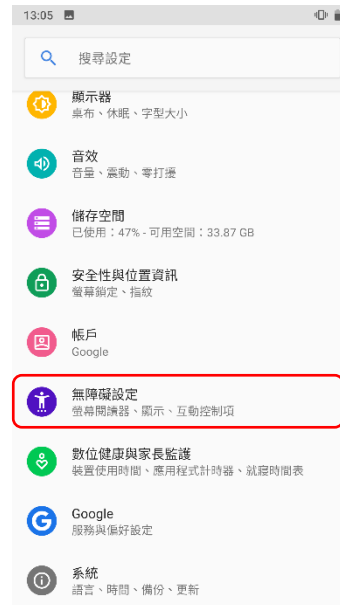 13:05
搜尋設定
顯示器
桌布、休眠、字型大小
音效
音量、震動、零打擾
儲存空間
已使用：47% - 可用空間：33.87 GB
安全性與位置資訊
螢幕鎖定、指紋
帳戶
Google
無障礙設定
螢幕閱讀器、顯示、互動控制項
數位健康與家長監護
裝置使用時間、應用程式計時器、就寢時間表
Google
服務與偏好設定
系統
語言、時間、備份、更新